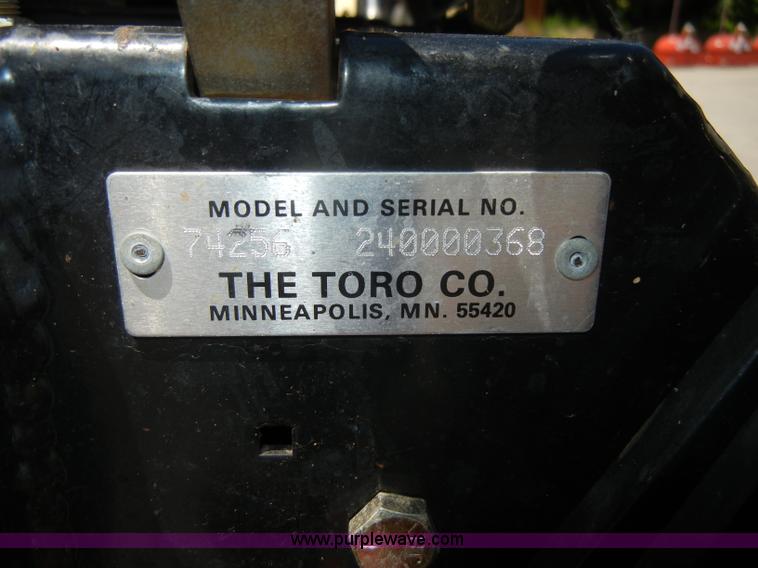 MODEL AND SERIAL NO.
74256 240000368
THE TORO CO.
MINNEAPOLIS, MN. 55420
www.purplewave.com